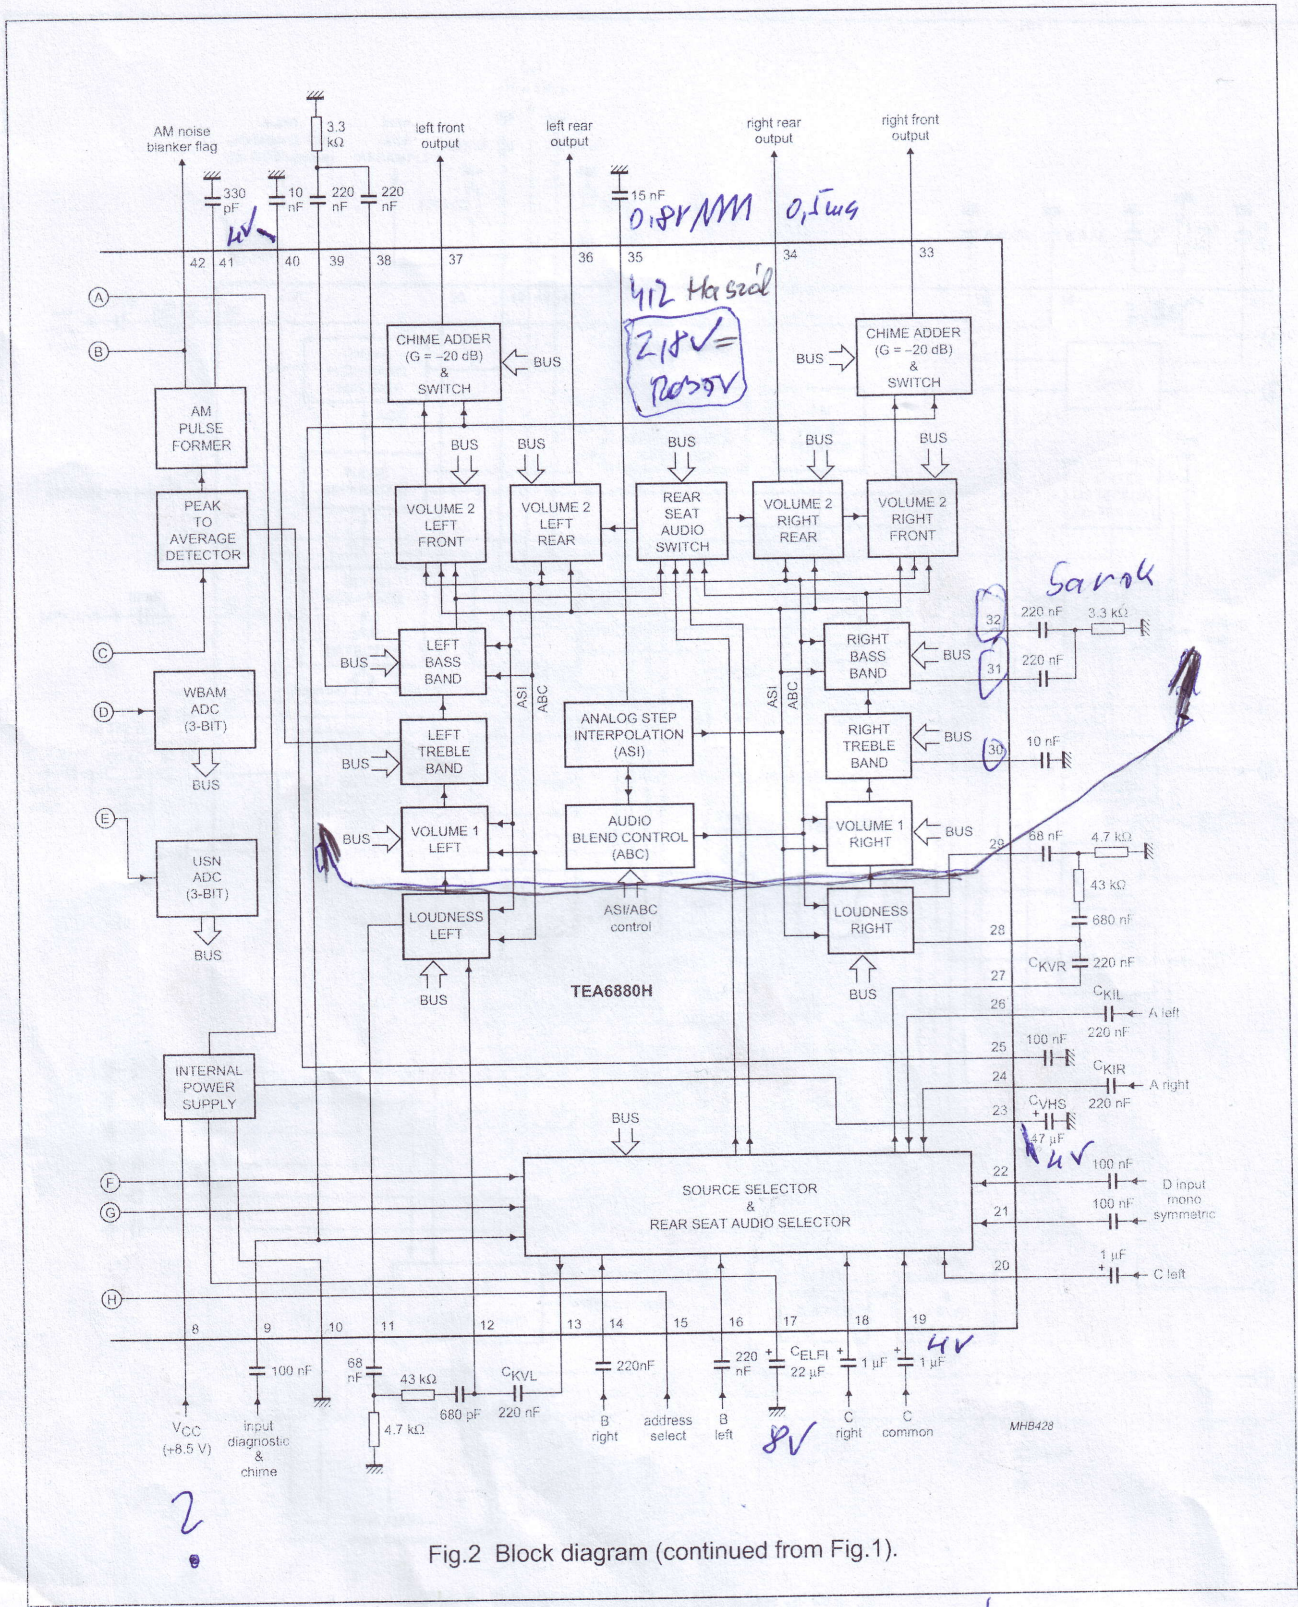 AM noise
blanker flag
3.3
kΩ
left front
output
left rear
output
right rear
output
right front
output
330
pF
10
nF
220
nF
220
nF
15 nF
4V
0,8V
42 41 40 39 38 37 36 35 34 33
A
B
CHIME ADDER
(G = –20 dB)
&
SWITCH
BUS
2,8V=
BUS
CHIME ADDER
(G = –20 dB)
&
SWITCH
AM
PULSE
FORMER
BUS
BUS
BUS
BUS
BUS
PEAK
TO
AVERAGE
DETECTOR
VOLUME 2
LEFT
FRONT
VOLUME 2
LEFT
REAR
REAR
SEAT
AUDIO
SWITCH
VOLUME 2
RIGHT
REAR
VOLUME 2
RIGHT
FRONT
Sarok
C
BUS
LEFT
BASS
BAND
RIGHT
BASS
BAND
BUS
32
220 nF
3.3 kΩ
31
220 nF
D
WBAM
ADC
(3-BIT)
BUS
ASI
ABC
ASI
ABC
BUS
LEFT
TREBLE
BAND
ANALOG STEP
INTERPOLATION
(ASI)
RIGHT
TREBLE
BAND
BUS
30
10 nF
E
USN
ADC
(3-BIT)
BUS
BUS
VOLUME 1
LEFT
AUDIO
BLEND CONTROL
(ABC)
VOLUME 1
RIGHT
BUS
29
68 nF
4.7 kΩ
43 kΩ
680 nF
LOUDNESS
LEFT
ASI/ABC
control
LOUDNESS
RIGHT
BUS
BUS
TEA6880H
28
CKVR
220 nF
27
26
CKIL
220 nF
A left
25
100 nF
24
CKIR
220 nF
A right
23
CVHS
+
47 µF
4V
INTERNAL
POWER
SUPPLY
BUS
F
G
SOURCE SELECTOR
&
REAR SEAT AUDIO SELECTOR
22
100 nF
D input
mono
symmetric
21
100 nF
20
1 µF
+
C left
H
8 9 10 11 12 13 14 15 16 17 18 19
4V
100 nF
68
nF
43 kΩ
680 pF
CKVL
220 nF
4.7 kΩ
220nF
220
nF
+
CELFI
22 µF
+
1 µF
+
1 µF
VCC
(+8.5 V)
input
diagnostic
&
chime
B
right
address
select
B
left
8V
C
right
C
common
MHB428
Fig.2 Block diagram (continued from Fig.1).